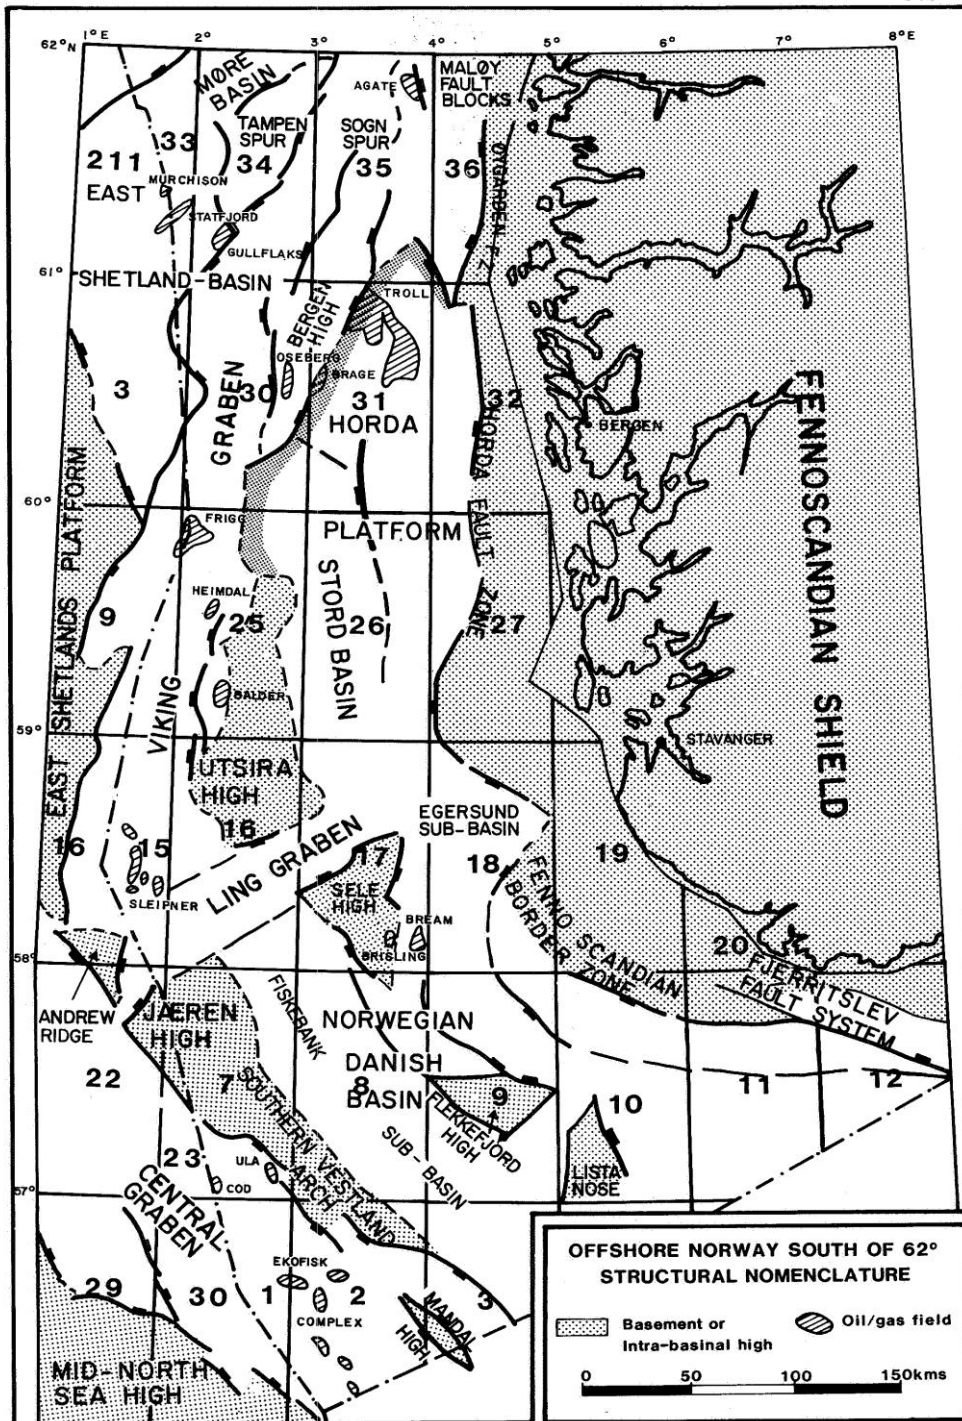 1°E 2° 3° 4° 5° 6° 7° 8°E
62°N
MØRE
BASIN
AGATE
MALØY
FAULT
BLOCKS
33
TAMPEN
SPUR
34
SOGN
SPUR
35
36
211
EAST
MURCHISON
STATFJORD
GULLFLAKS
ØYGARDEN F.Z.
61°
SHETLAND-BASIN
TROLL
BERGEN
HIGH
OSEBERG
BRAGE
3
GRABEN
30
31
32
HORDA
HORDA FAULT ZONE
BERGEN
FENNOSCANDIAN SHIELD
EAST SHETLANDS PLATFORM
60°
FRIGG
PLATFORM
9
HEIMDAL
25
STORD BASIN
26
27
VIKING
BALDER
59°
STAVANGER
UTSIRA
HIGH
16
EGERSUND
SUB-BASIN
16
15
LING GRABEN
17
18
19
SLEIPNER
SELE
HIGH
BREAM
BRISLING
FENNO SCANDIAN
BORDER ZONE
20
58°
FJERRITSLEV
FAULT SYSTEM
ANDREW
RIDGE
JÆREN
HIGH
FISKEBANK
SUB-BASIN
NORWEGIAN
DANISH
BASIN
22
7
8
9
10
11
12
FLEKKEFJORD
HIGH
SOUTHERN VESTLAND
ARCH
LISTA
NOSE
23
ULA
COD
57°
CENTRAL
GRABEN
29
30
1
EKOFISK
2
COMPLEX
3
MANDAL
HIGH
MID-NORTH
SEA HIGH
OFFSHORE NORWAY SOUTH OF 62°
STRUCTURAL NOMENCLATURE
Basement or
Intra-basinal high
Oil/gas field
0 50 100 150kms